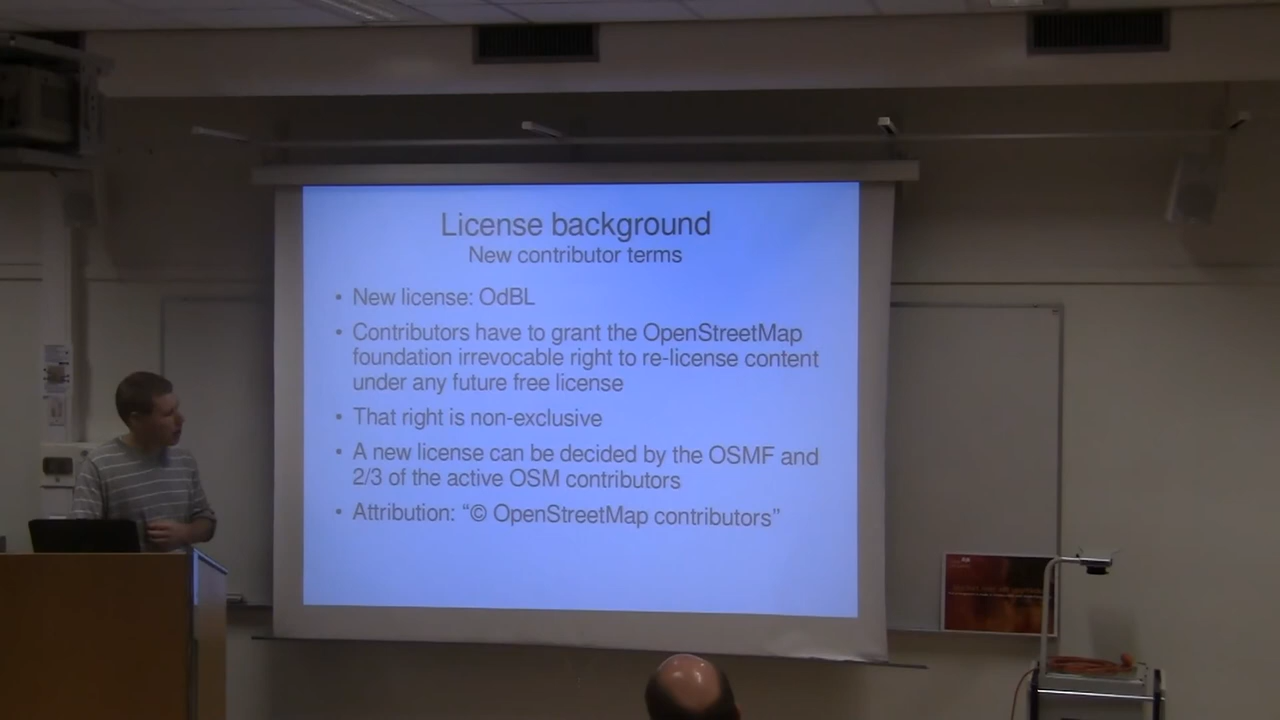 License background
New contributor terms
• New license: OdBL
• Contributors have to grant the OpenStreetMap
foundation irrevocable right to re-license content
under any future free license
• That right is non-exclusive
• A new license can be decided by the OSMF and
2/3 of the active OSM contributors
• Attribution: “© OpenStreetMap contributors”